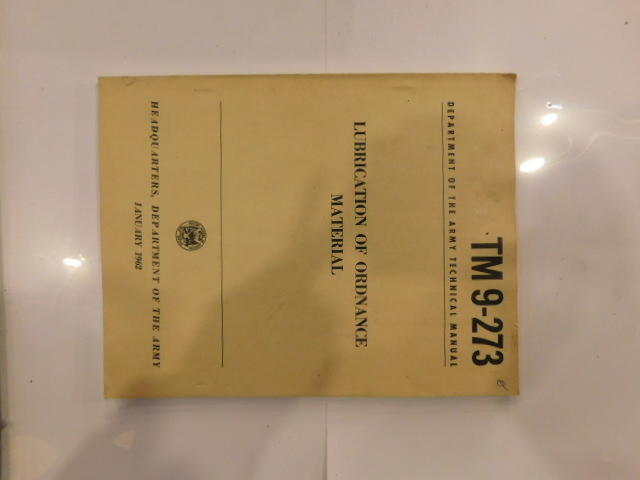 TM 9-273
DEPARTMENT OF THE ARMY TECHNICAL MANUAL
LUBRICATION OF ORDNANCE
MATERIAL
HEADQUARTERS, DEPARTMENT OF THE ARMY
JANUARY 1962